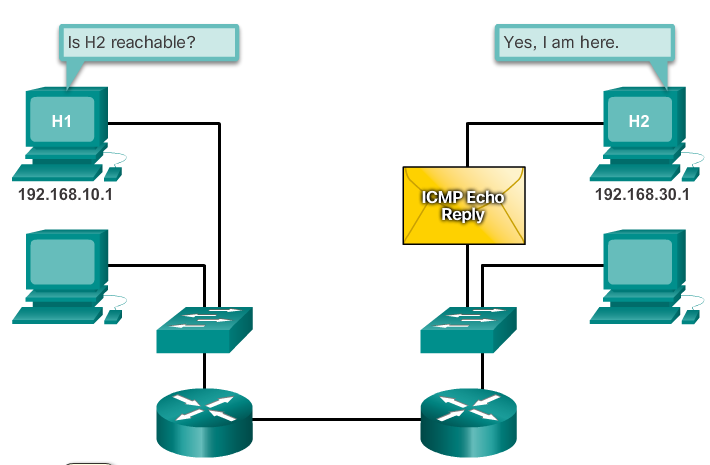 Is H2 reachable?
Yes, I am here.
H1
H2
ICMP Echo
Reply
192.168.10.1
192.168.30.1